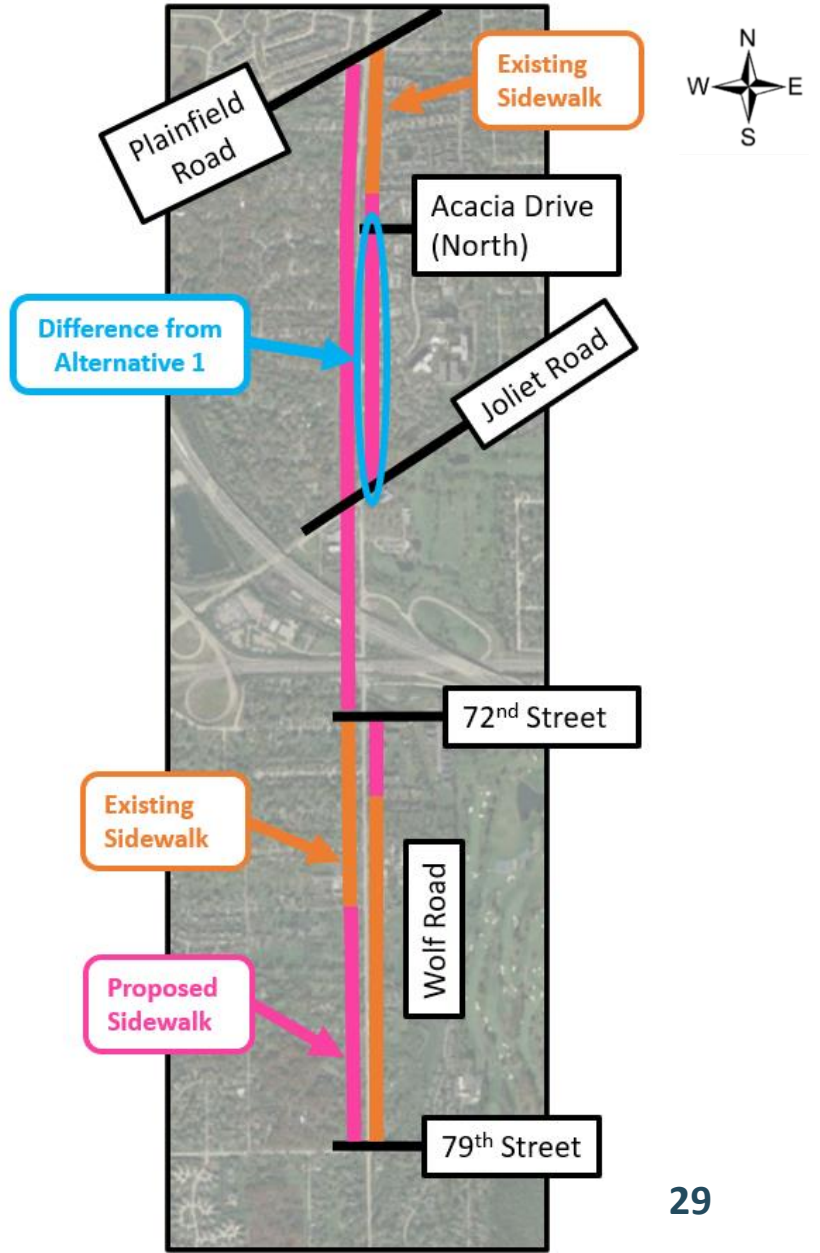 Existing
Sidewalk
N
W E
S
Plainfield
Road
Acacia Drive
(North)
Difference from
Alternative 1
Joliet Road
72nd Street
Existing
Sidewalk
Wolf Road
Proposed
Sidewalk
79th Street
29